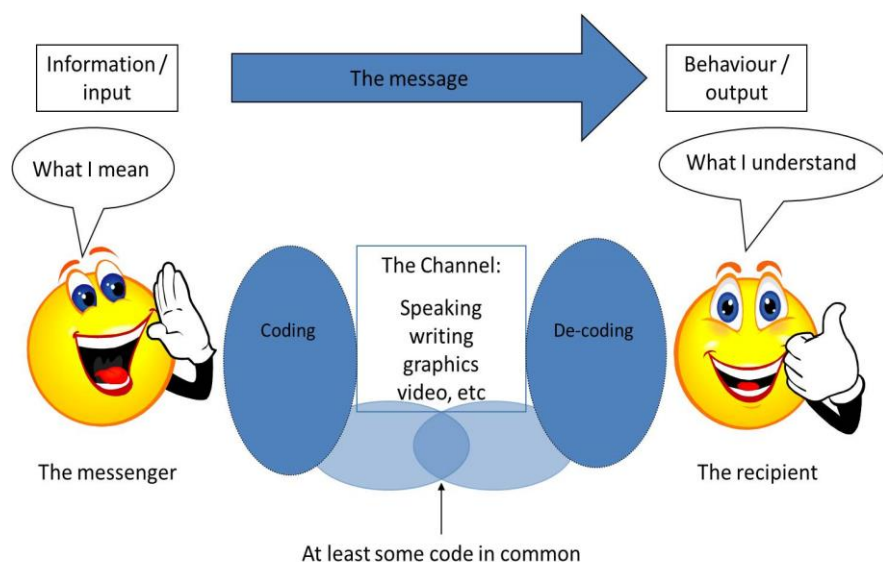 Information /
input
The message
Behaviour /
output
What I mean
What I understand
The Channel:
Speaking
writing
graphics
video, etc
Coding
De-coding
The messenger
The recipient
At least some code in common